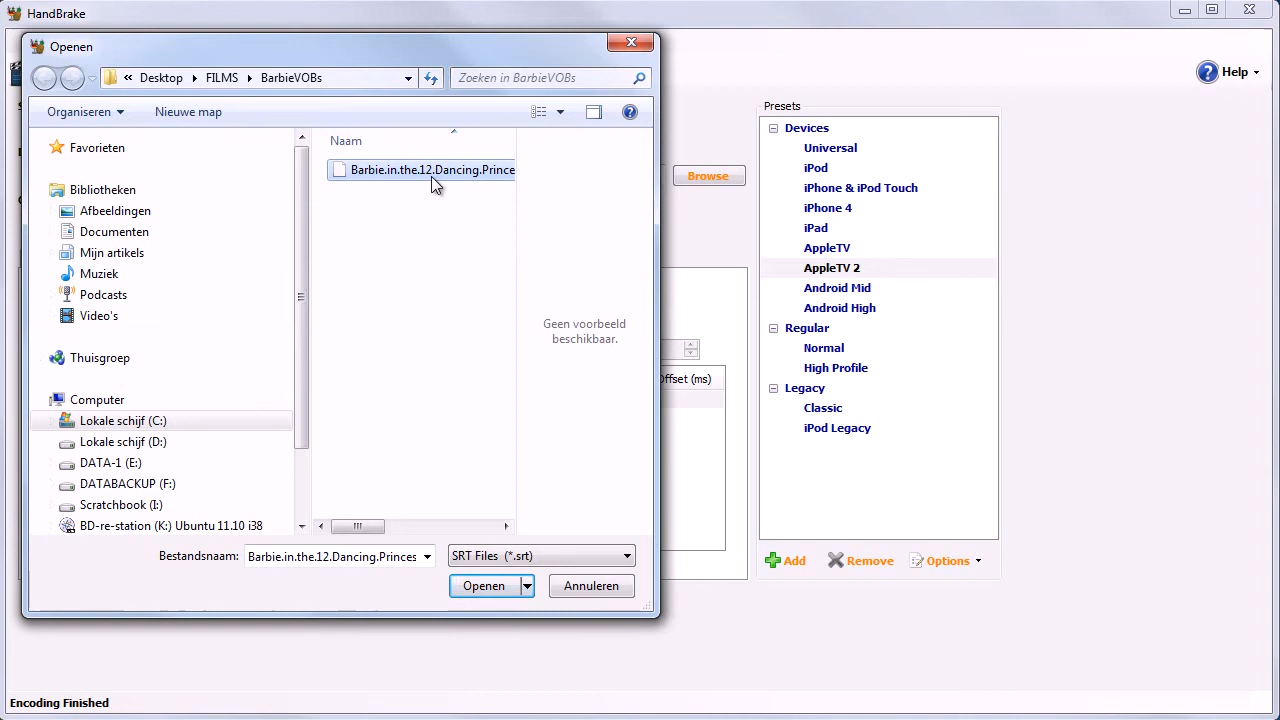 HandBrake
Openen
« Desktop FILMS BarbieVOBs
Zoeken in BarbieVOBs
Organiseren
Nieuwe map
Naam
Favorieten
Barbie.in.the.12.Dancing.Prince
Bibliotheken
Afbeeldingen
Documenten
Mijn artikels
Muziek
Podcasts
Video's
Thuisgroep
Computer
Lokale schijf (C:)
Lokale schijf (D:)
DATA-1 (E:)
DATABACKUP (F:)
Scratchbook (I:)
BD-re-station (K:) Ubuntu 11.10 i38
Geen voorbeeld
beschikbaar.
Bestandsnaam:
Barbie.in.the.12.Dancing.Princes
SRT Files (*.srt)
Openen
Annuleren
Help
Browse
Offset (ms)
Presets
Devices
Universal
iPod
iPhone & iPod Touch
iPhone 4
iPad
AppleTV
AppleTV 2
Android Mid
Android High
Regular
Normal
High Profile
Legacy
Classic
iPod Legacy
Add
Remove
Options
Encoding Finished